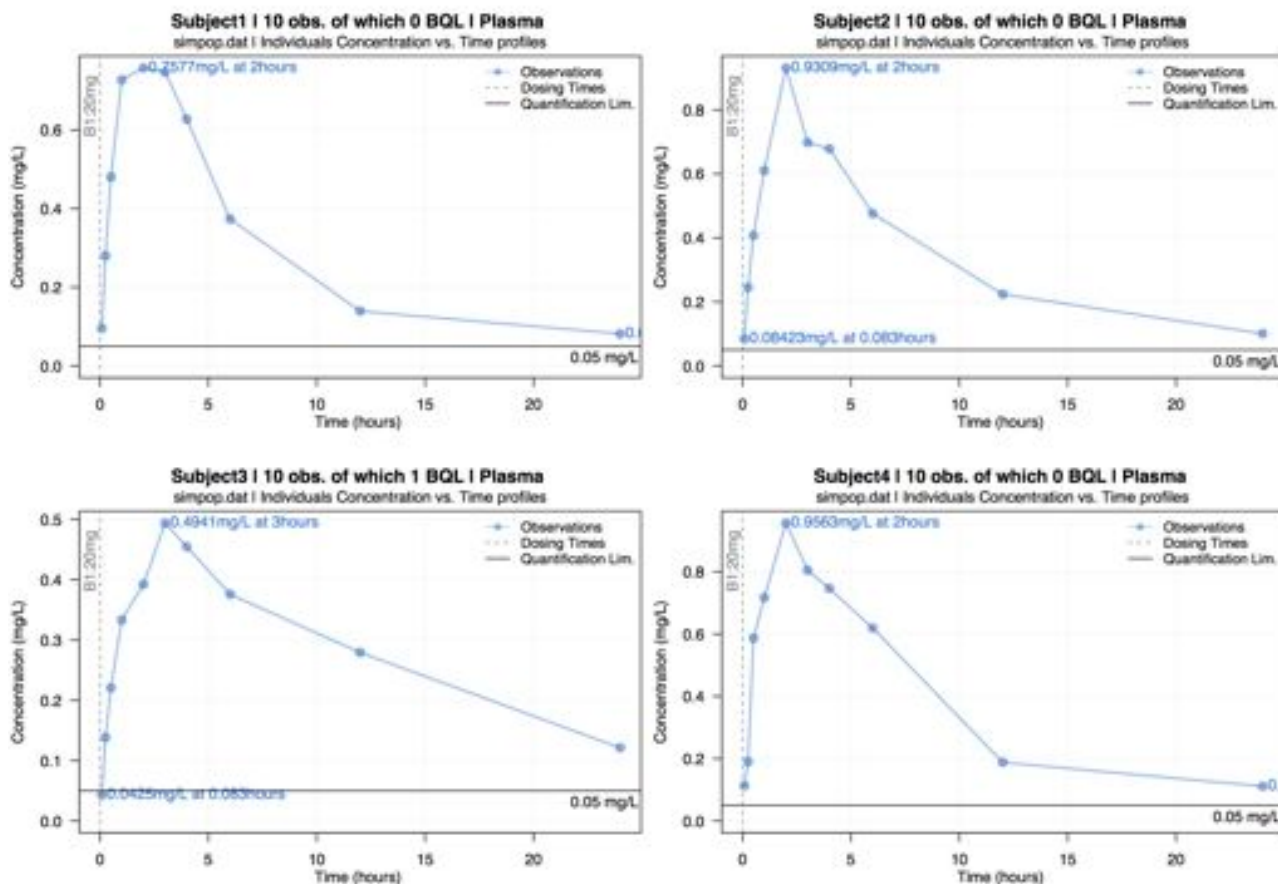 Subject1 | 10 obs. of which 0 BQL | Plasma
simpop.dat | Individuals Concentration vs. Time profiles
B1:20mg
0.7577mg/L at 2hours
Observations
Dosing Times
Quantification Lim.
0.6
0.4
0.2
0.0
Concentration (mg/L)
0.05 mg/L
0 5 10 15 20
Time (hours)
Subject2 | 10 obs. of which 0 BQL | Plasma
simpop.dat | Individuals Concentration vs. Time profiles
B1:20mg
0.9309mg/L at 2hours
Observations
Dosing Times
Quantification Lim.
0.8
0.6
0.4
0.2
0.0
Concentration (mg/L)
0.08423mg/L at 0.083hours
0.05 mg/L
0 5 10 15 20
Time (hours)
Subject3 | 10 obs. of which 1 BQL | Plasma
simpop.dat | Individuals Concentration vs. Time profiles
B1:20mg
0.4941mg/L at 3hours
Observations
Dosing Times
Quantification Lim.
0.5
0.4
0.3
0.2
0.1
0.0
Concentration (mg/L)
0.0425mg/L at 0.083hours
0.05 mg/L
0 5 10 15 20
Time (hours)
Subject4 | 10 obs. of which 0 BQL | Plasma
simpop.dat | Individuals Concentration vs. Time profiles
B1:20mg
0.9563mg/L at 2hours
Observations
Dosing Times
Quantification Lim.
0.8
0.6
0.4
0.2
0.0
Concentration (mg/L)
0.05 mg/L
0 5 10 15 20
Time (hours)